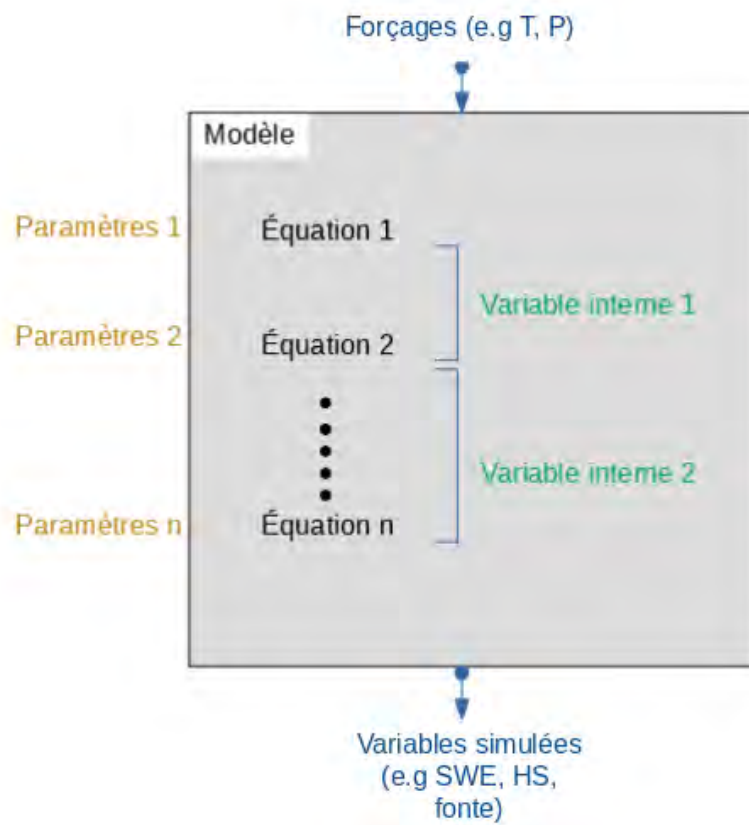 Forçages (e.g T, P)
Modèle
Paramètres 1
Équation 1
Variable interne 1
Paramètres 2
Équation 2
Variable interne 2
Paramètres n
Équation n
Variables simulées
(e.g SWE, HS,
fonte)